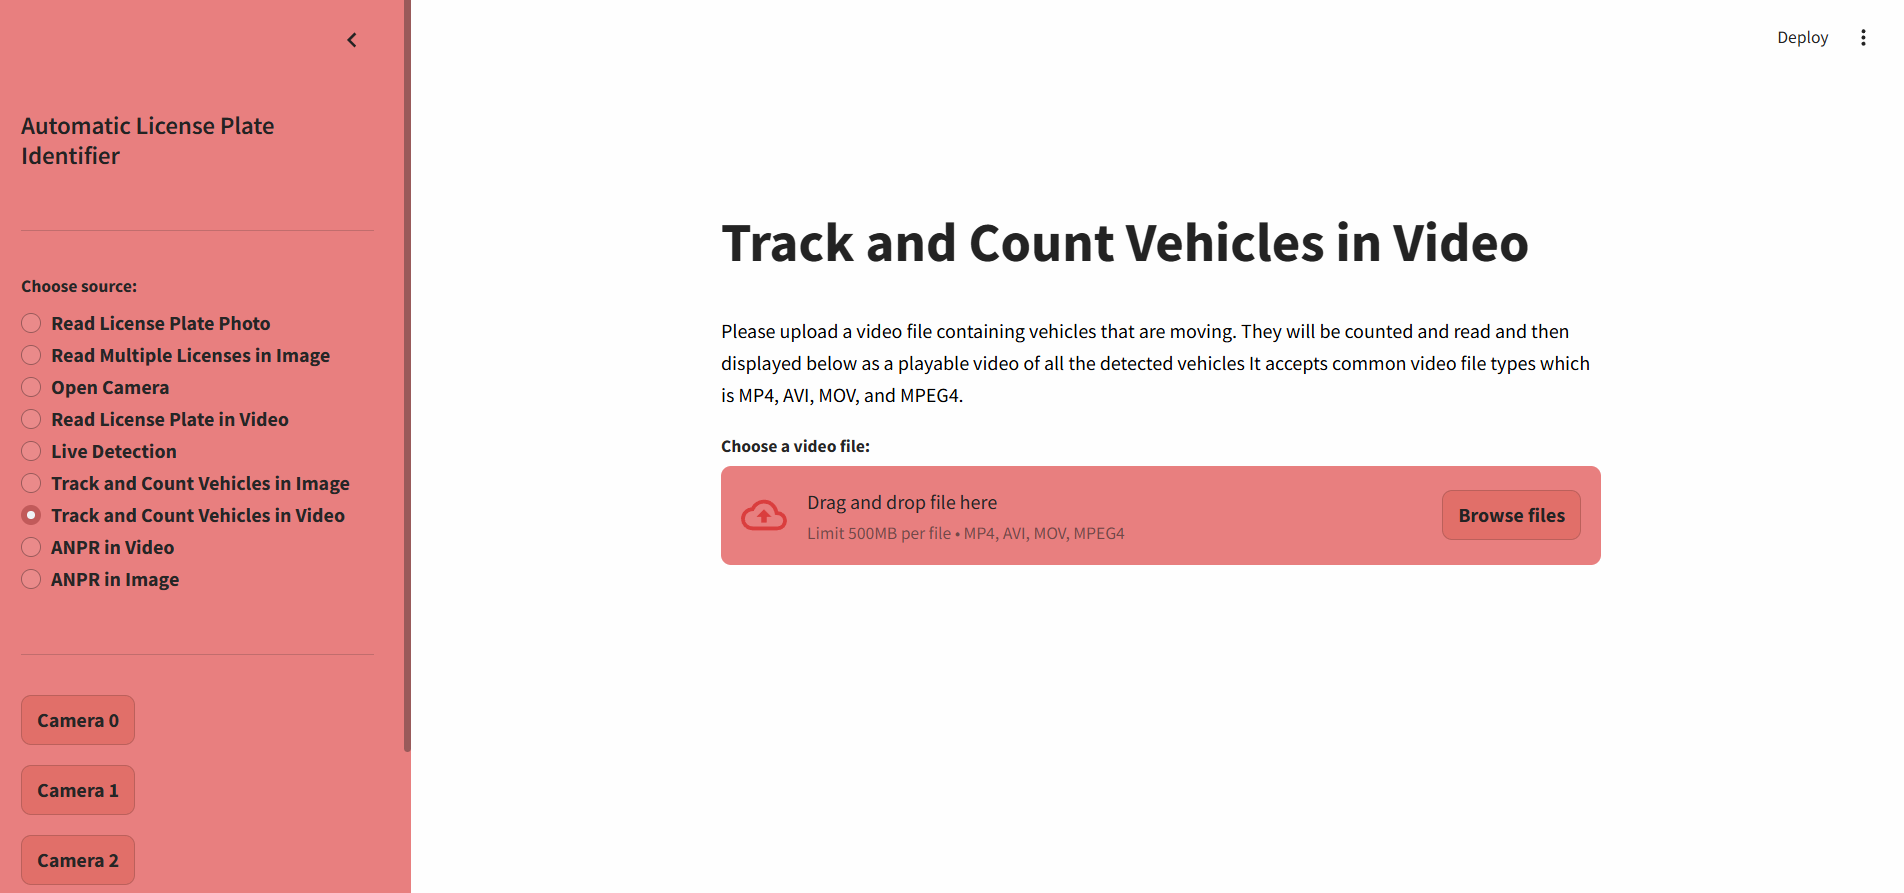 Deploy
Automatic License Plate
Identifier
Choose source:
Read License Plate Photo
Read Multiple Licenses in Image
Open Camera
Read License Plate in Video
Live Detection
Track and Count Vehicles in Image
Track and Count Vehicles in Video
ANPR in Video
ANPR in Image
Camera 0
Camera 1
Camera 2
Track and Count Vehicles in Video
Please upload a video file containing vehicles that are moving. They will be counted and read and then
displayed below as a playable video of all the detected vehicles It accepts common video file types which
is MP4, AVI, MOV, and MPEG4.
Choose a video file:
Drag and drop file here
Limit 500MB per file • MP4, AVI, MOV, MPEG4
Browse files